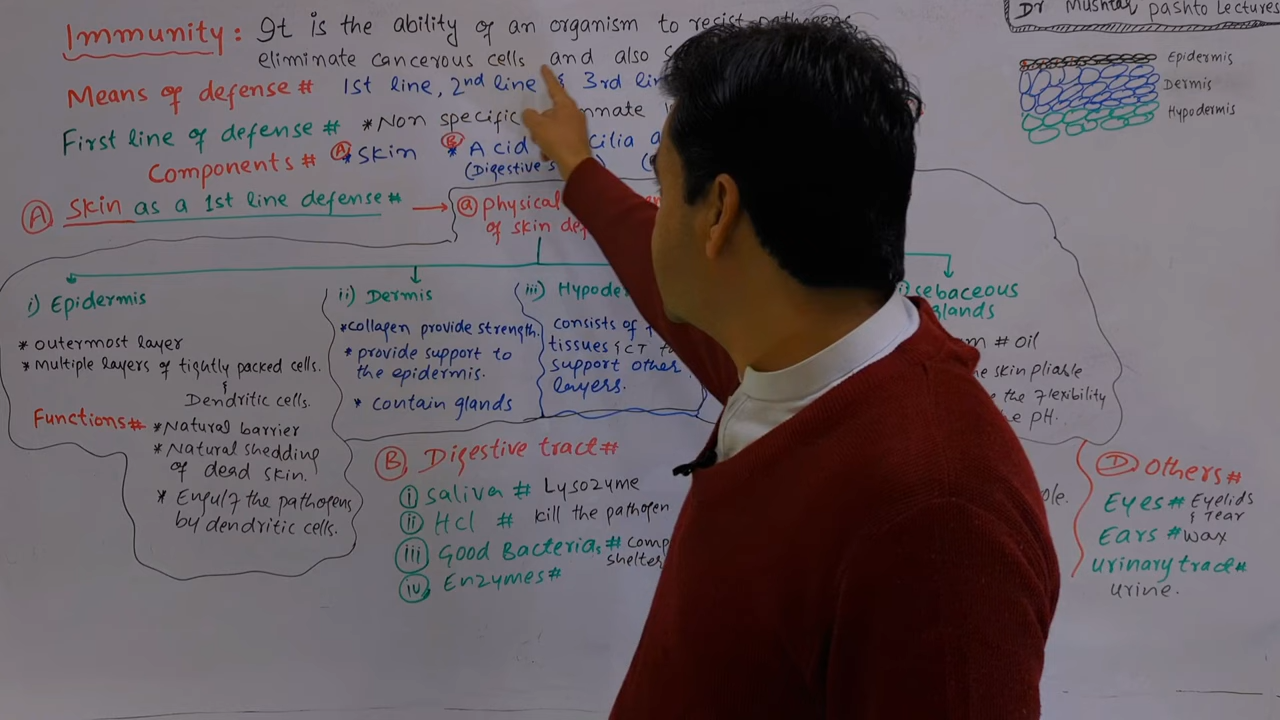 Dr Mushtaq pashto Lectures
Immunity: It is the ability of an organism to resist pathogens
eliminate cancerous cells and also
Means of defense # 1st line, 2nd line & 3rd
First line of defense # *Non specific
Components # Ⓐ *Skin Ⓑ *Acid cilia
(Digestive
Ⓐ Skin as a 1st line defense # → ⓐ physical
of skin
Epidermis
Dermis
Hypodermis
i) Epidermis
* outermost layer
* Multiple layers of tightly packed cells.
&
Dendritic cells.
Functions # * Natural barrier
* Natural shedding
of dead skin.
* Engulf the pathogens
by dendritic cells.
ii) Dermis
*collagen provide strength.
* provide support to
the epidermis.
* contain glands
iii)
consists of
tissues & CT
support other
layers.
sebaceous
glands
# oil
skin pliable
the flexibility
pH.
Ⓑ Digestive tract #
ⓘ saliva # Lysozyme
ⅱ Hcl # kill the pathogen
ⅲ Good Bacterias #
shelter
ⅳ Enzymes #
Ⓓ others #
Eyes # Eyelids
& Tear
Ears # wax
urinary tract #
urine.